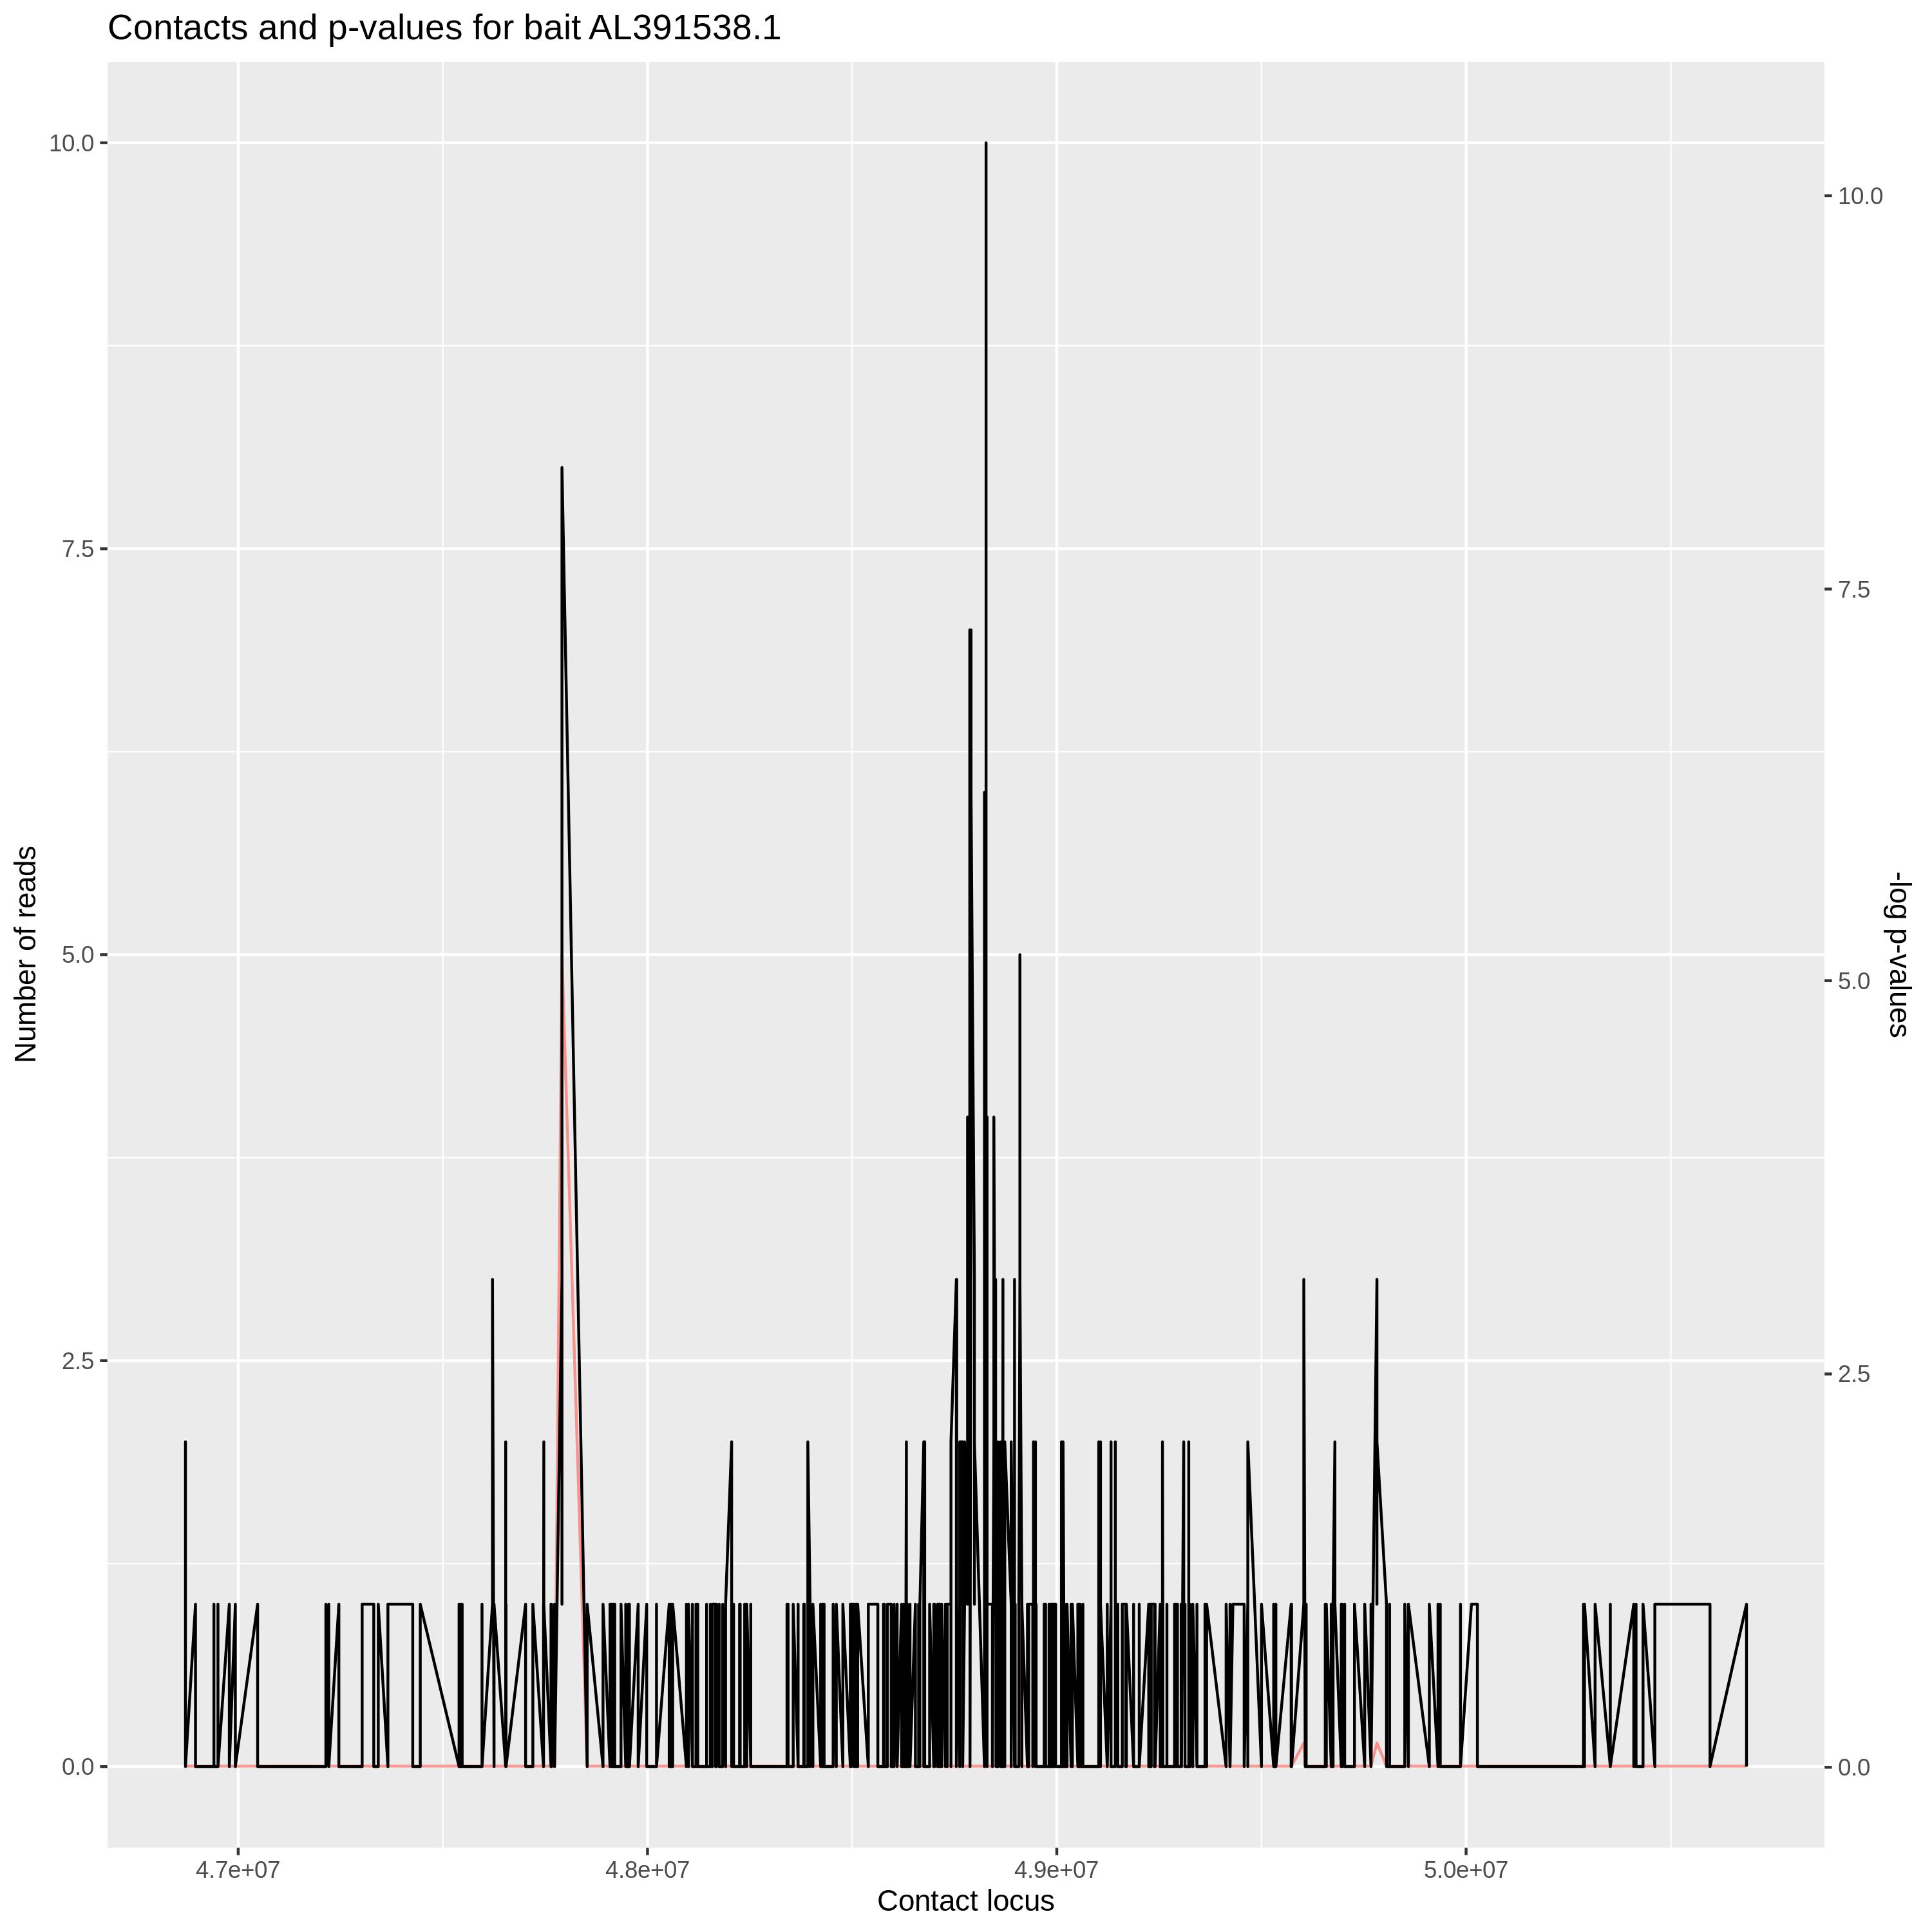 Contacts and p-values for bait AL391538.1
10.0
7.5
5.0
2.5
0.0
Number of reads
10.0
7.5
5.0
2.5
0.0
-log p-values
4.7e+07
4.8e+07
4.9e+07
5.0e+07
Contact locus